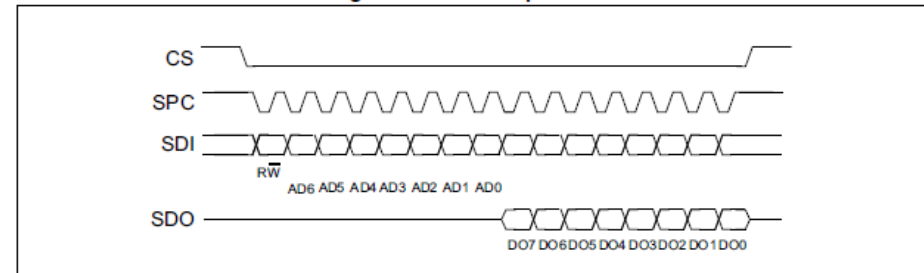 CS
SPC
SDI
RW
AD6 AD5 AD4 AD3 AD2 AD1 AD0
SDO
DO7 DO6 DO5 DO4 DO3 DO2 DO1 DO0